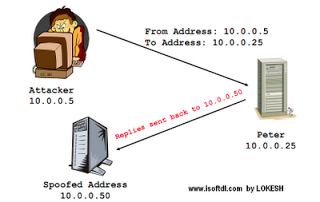 From Address: 10.0.0.5
To Address: 10.0.0.25
Attacker
10.0.0.5
Replies sent back to 10.0.0.50
Peter
10.0.0.25
Spoofed Address
10.0.0.50
www.isoftdl.com by LOKESH